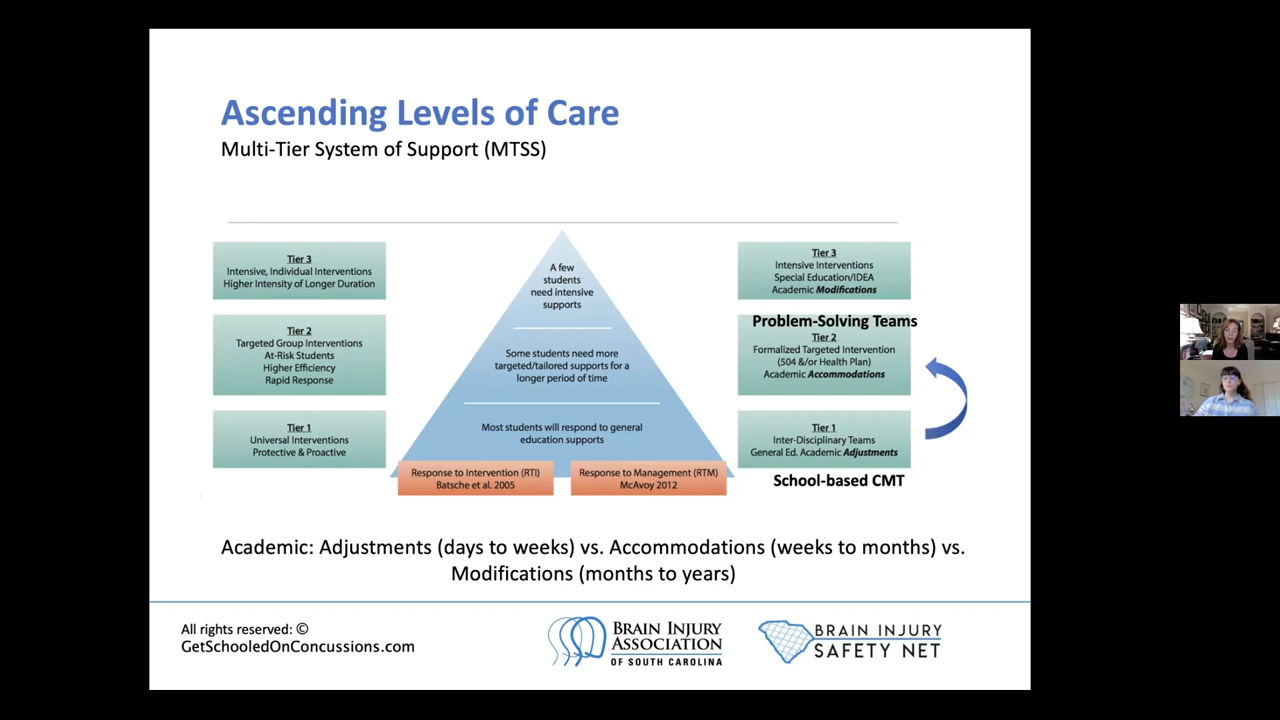 Ascending Levels of Care
Multi-Tier System of Support (MTSS)
Tier 3
Intensive, Individual Interventions
Higher Intensity of Longer Duration
Tier 2
Targeted Group Interventions
At-Risk Students
Higher Efficiency
Rapid Response
Tier 1
Universal Interventions
Protective & Proactive
A few
students
need intensive
supports
Some students need more
targeted/tailored supports for a
longer period of time
Most students will respond to general
education supports
Response to Intervention (RTI)
Batsche et al. 2005
Response to Management (RTM)
McAvoy 2012
Tier 3
Intensive Interventions
Special Education/IDEA
Academic Modifications
Problem-Solving Teams
Tier 2
Formalized Targeted Intervention
(504 &/or Health Plan)
Academic Accommodations
Tier 1
Inter-Disciplinary Teams
General Ed. Academic Adjustments
School-based CMT
Academic: Adjustments (days to weeks) vs. Accommodations (weeks to months) vs.
Modifications (months to years)
All rights reserved: ©
GetSchooledOnConcussions.com
BRAIN INJURY
ASSOCIATION
OF SOUTH CAROLINA
BRAIN INJURY
SAFETY NET